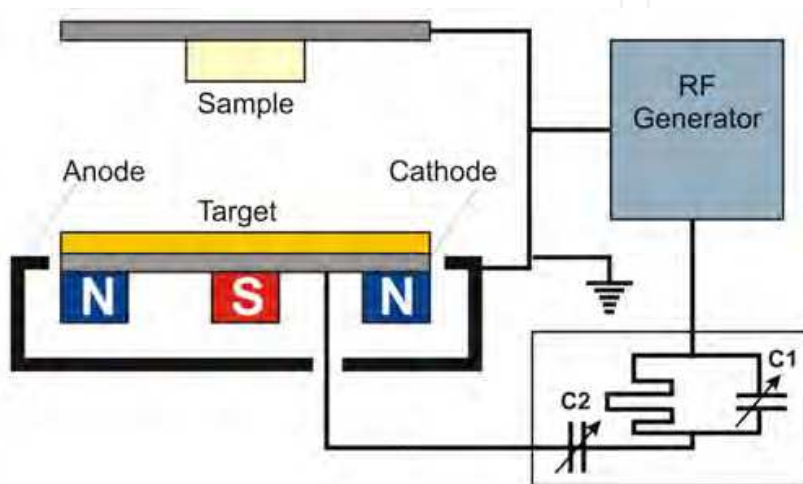 Sample
RF
Generator
Anode
Cathode
Target
N
S
N
C1
C2